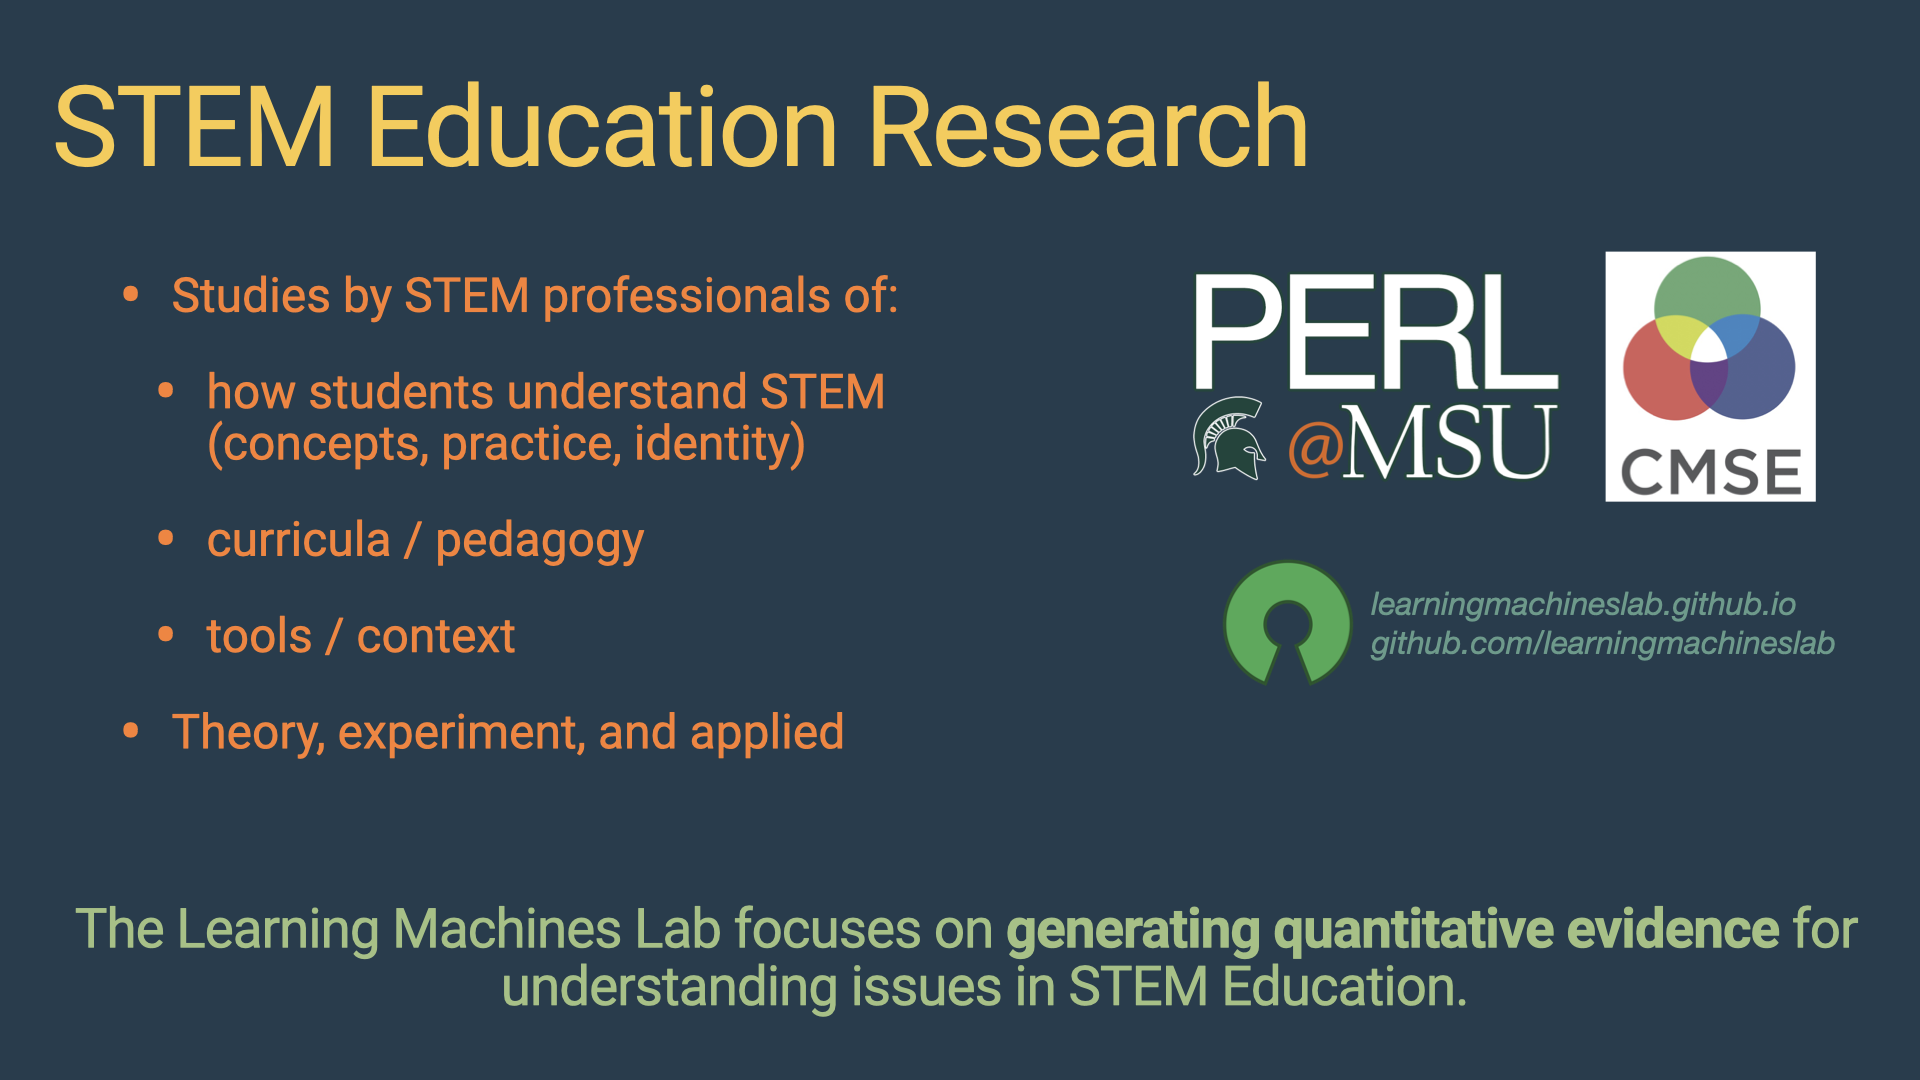 STEM Education Research
• Studies by STEM professionals of:
• how students understand STEM
(concepts, practice, identity)
• curricula / pedagogy
• tools / context
• Theory, experiment, and applied
PERL
@MSU
CMSE
learningmachineslab.github.io
github.com/learningmachineslab
The Learning Machines Lab focuses on generating quantitative evidence for
understanding issues in STEM Education.